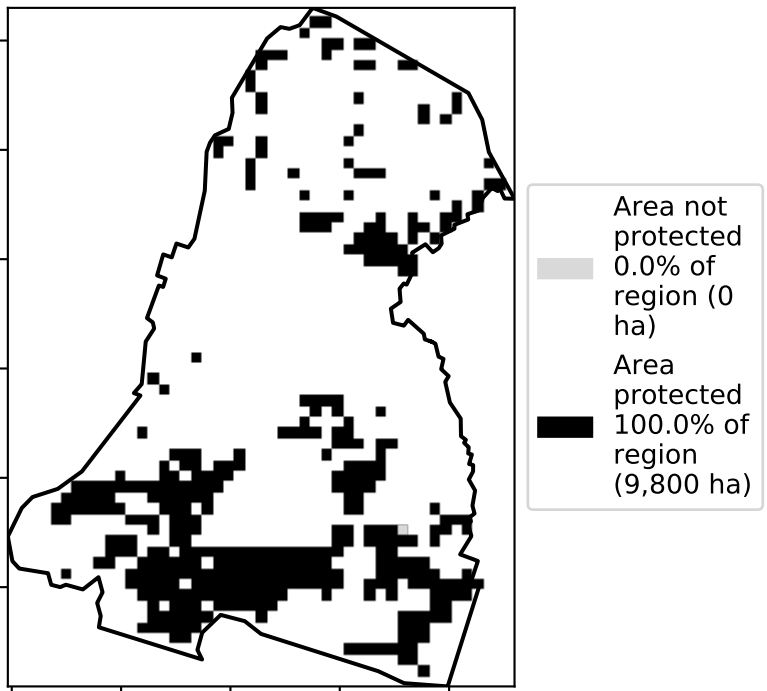 Area not
protected
0.0% of
region (0
ha)
Area
protected
100.0% of
region
(9,800 ha)